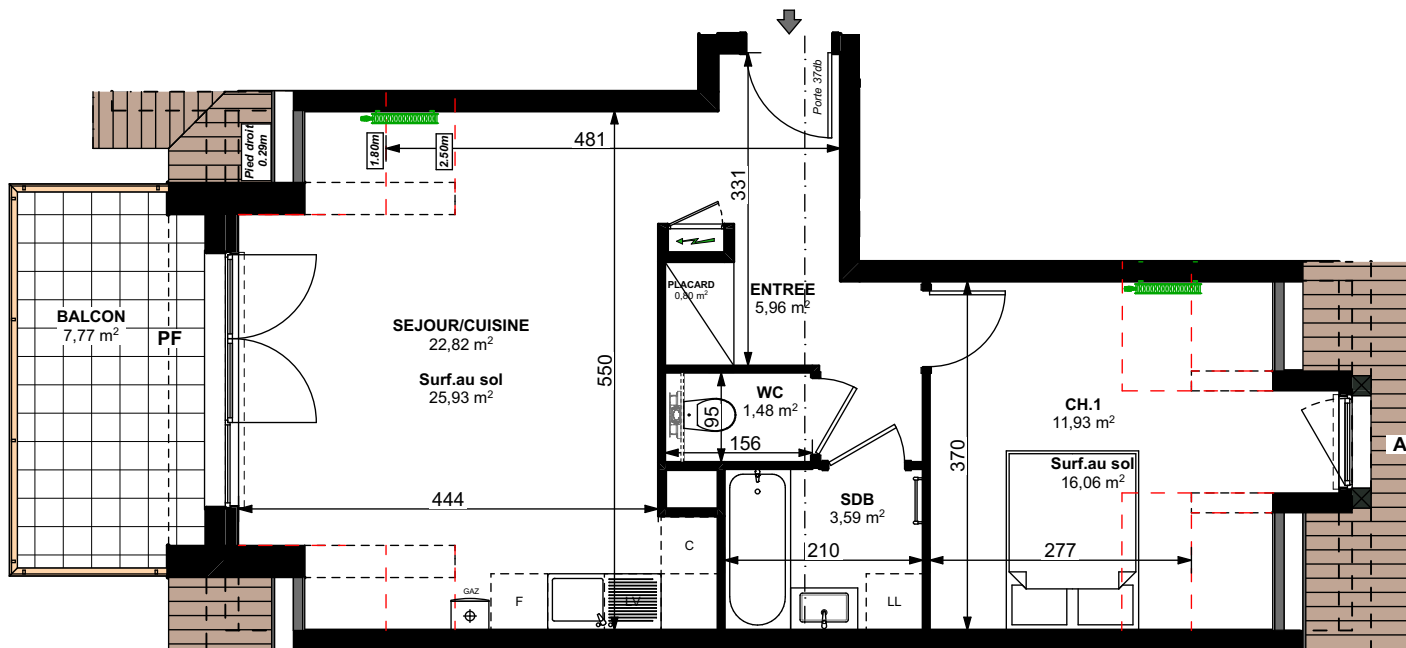 Porte 37db
Pied droit
0.29m
1.80m
2.50m
481
331
PLACARD
0,80 m²
ENTREE
5,96 m²
BALCON
7,77 m²
PF
SEJOUR/CUISINE
22,82 m²
Surf.au sol
25,93 m²
550
WC
1,48 m²
95
156
CH.1
11,93 m²
Surf.au sol
16,06 m²
370
A
444
SDB
3,59 m²
C
210
277
GAZ
F
LV
LL